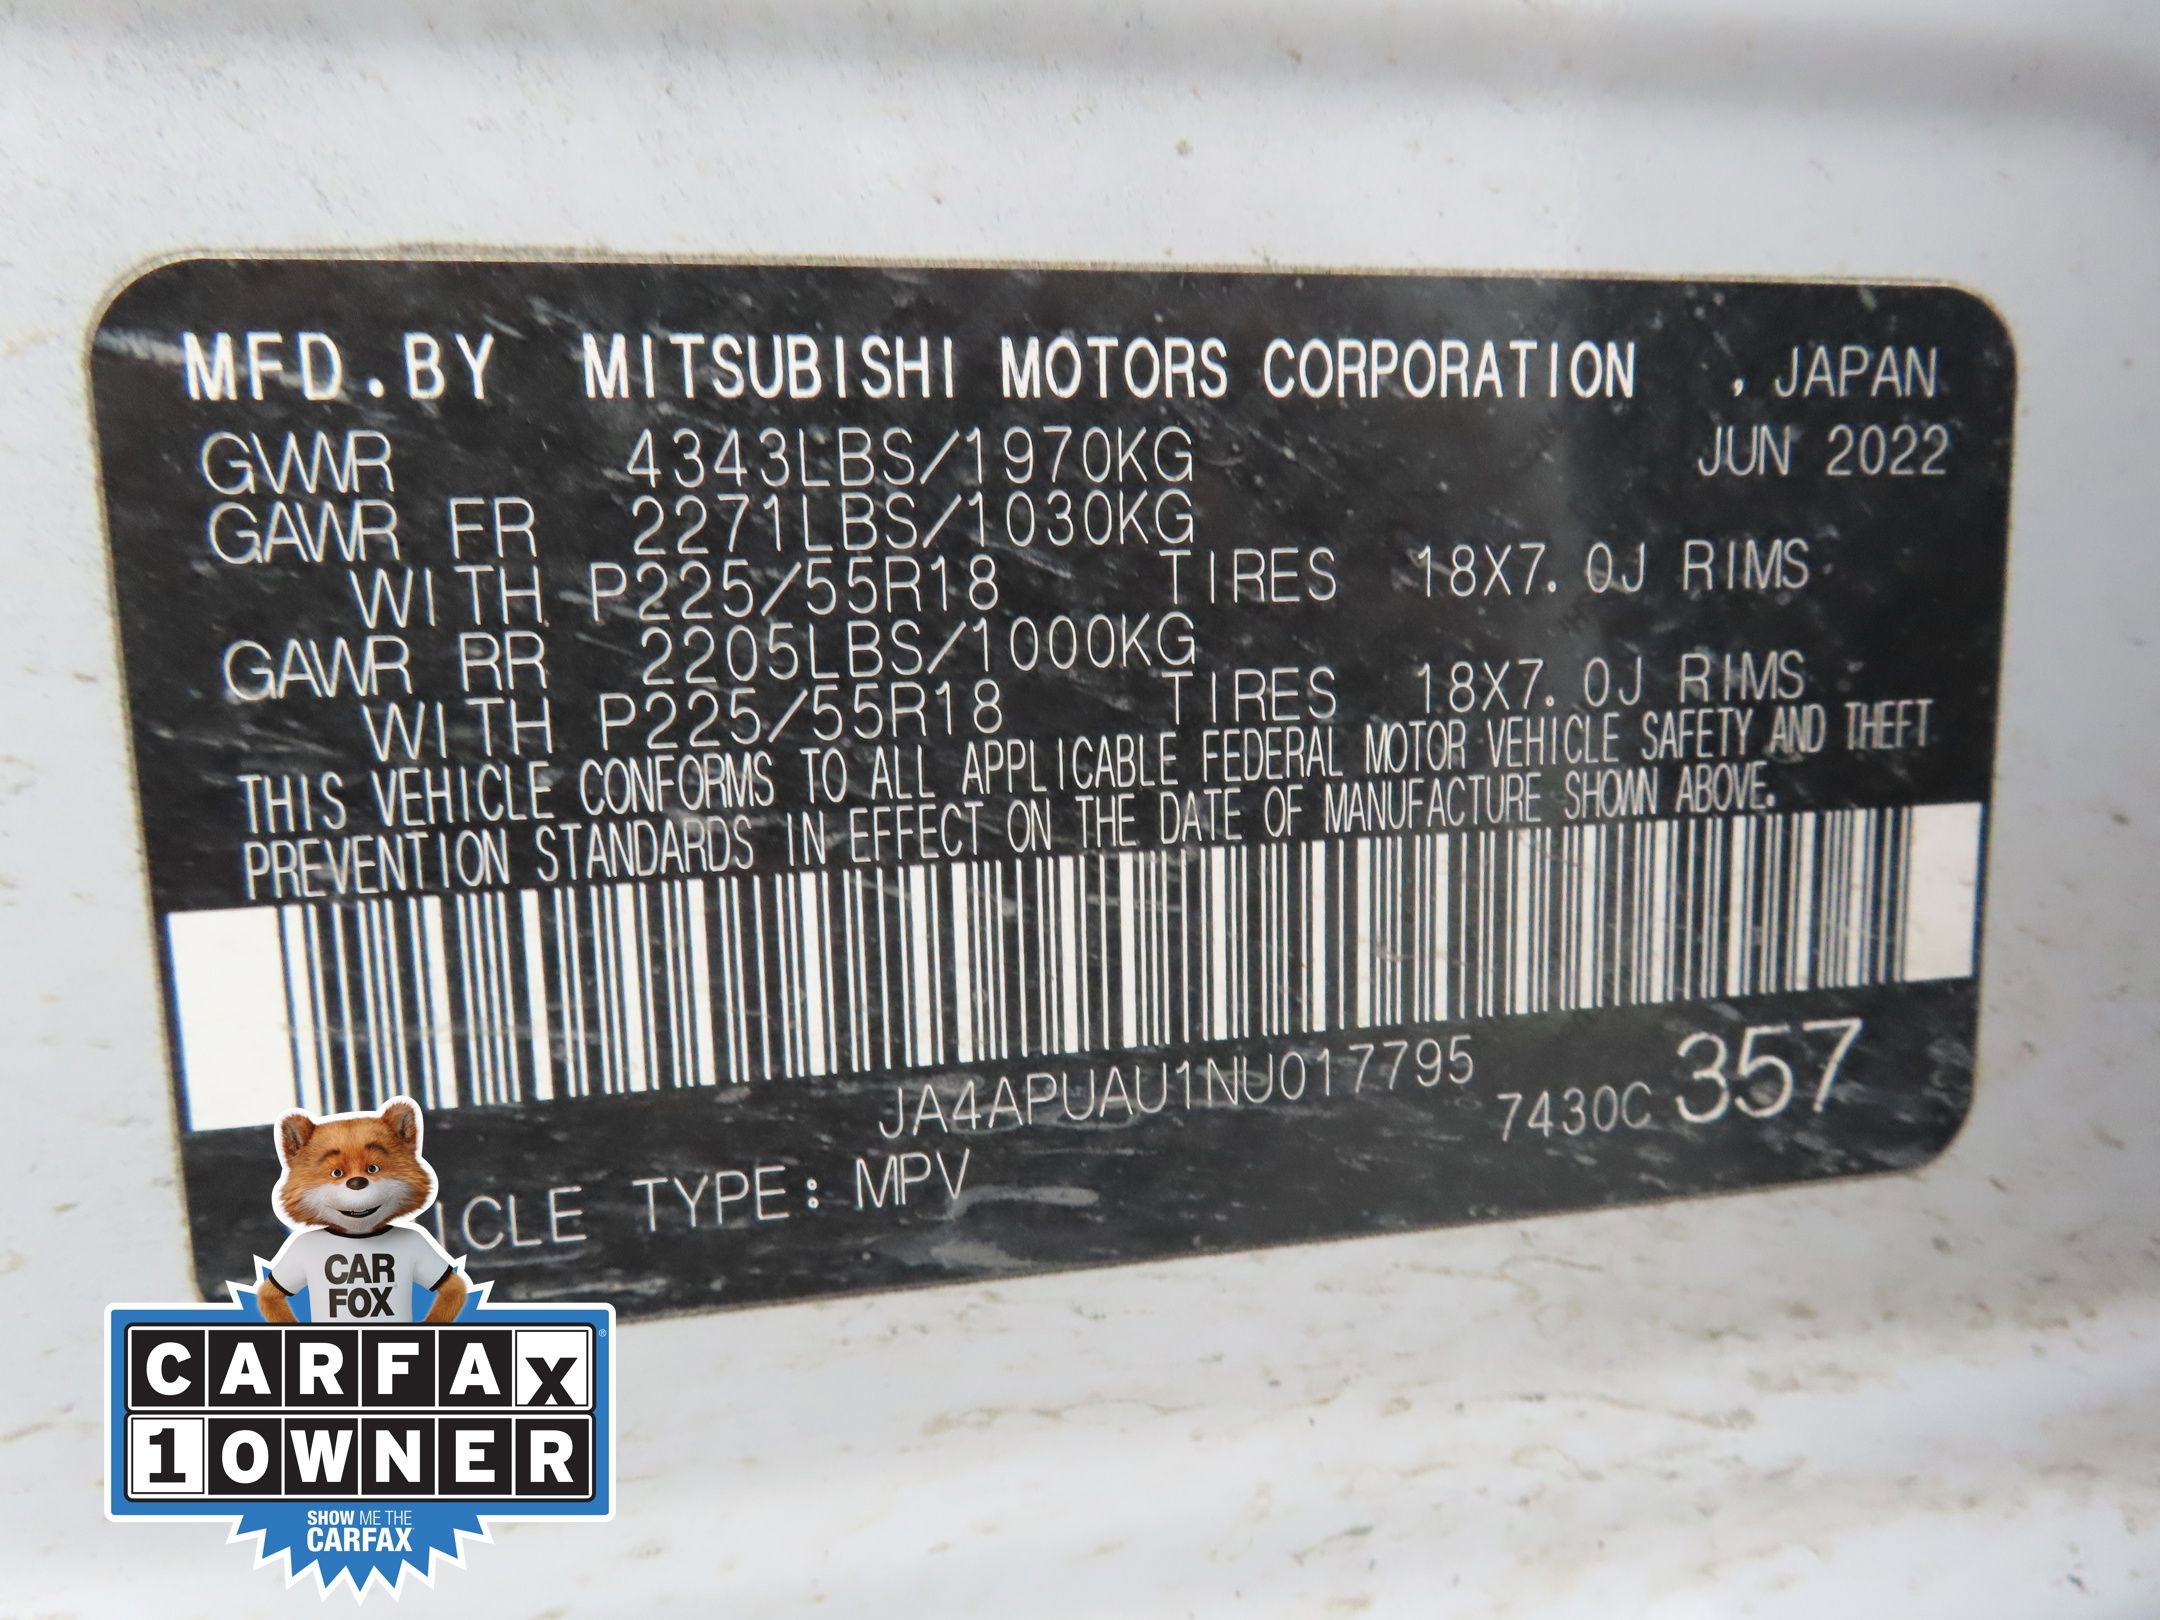 MFD.BY MITSUBISHI MOTORS CORPORATION , JAPAN
GVWR 4343LBS/1970KG JUN 2022
GAWR FR 2271LBS/1030KG
WITH P225/55R18 TIRES 18X7.0J RIMS
GAWR RR 2205LBS/1000KG
WITH P225/55R18 TIRES 18X7.0J RIMS
THIS VEHICLE CONFORMS TO ALL APPLICABLE FEDERAL MOTOR VEHICLE SAFETY AND THEFT
PREVENTION STANDARDS IN EFFECT ON THE DATE OF MANUFACTURE SHOWN ABOVE.
JA4APUAU1NU017795 7430C 357
ICLE TYPE: MPV
CAR
FOX
CARFAX®
1 OWNER
SHOW ME THE
CARFAX